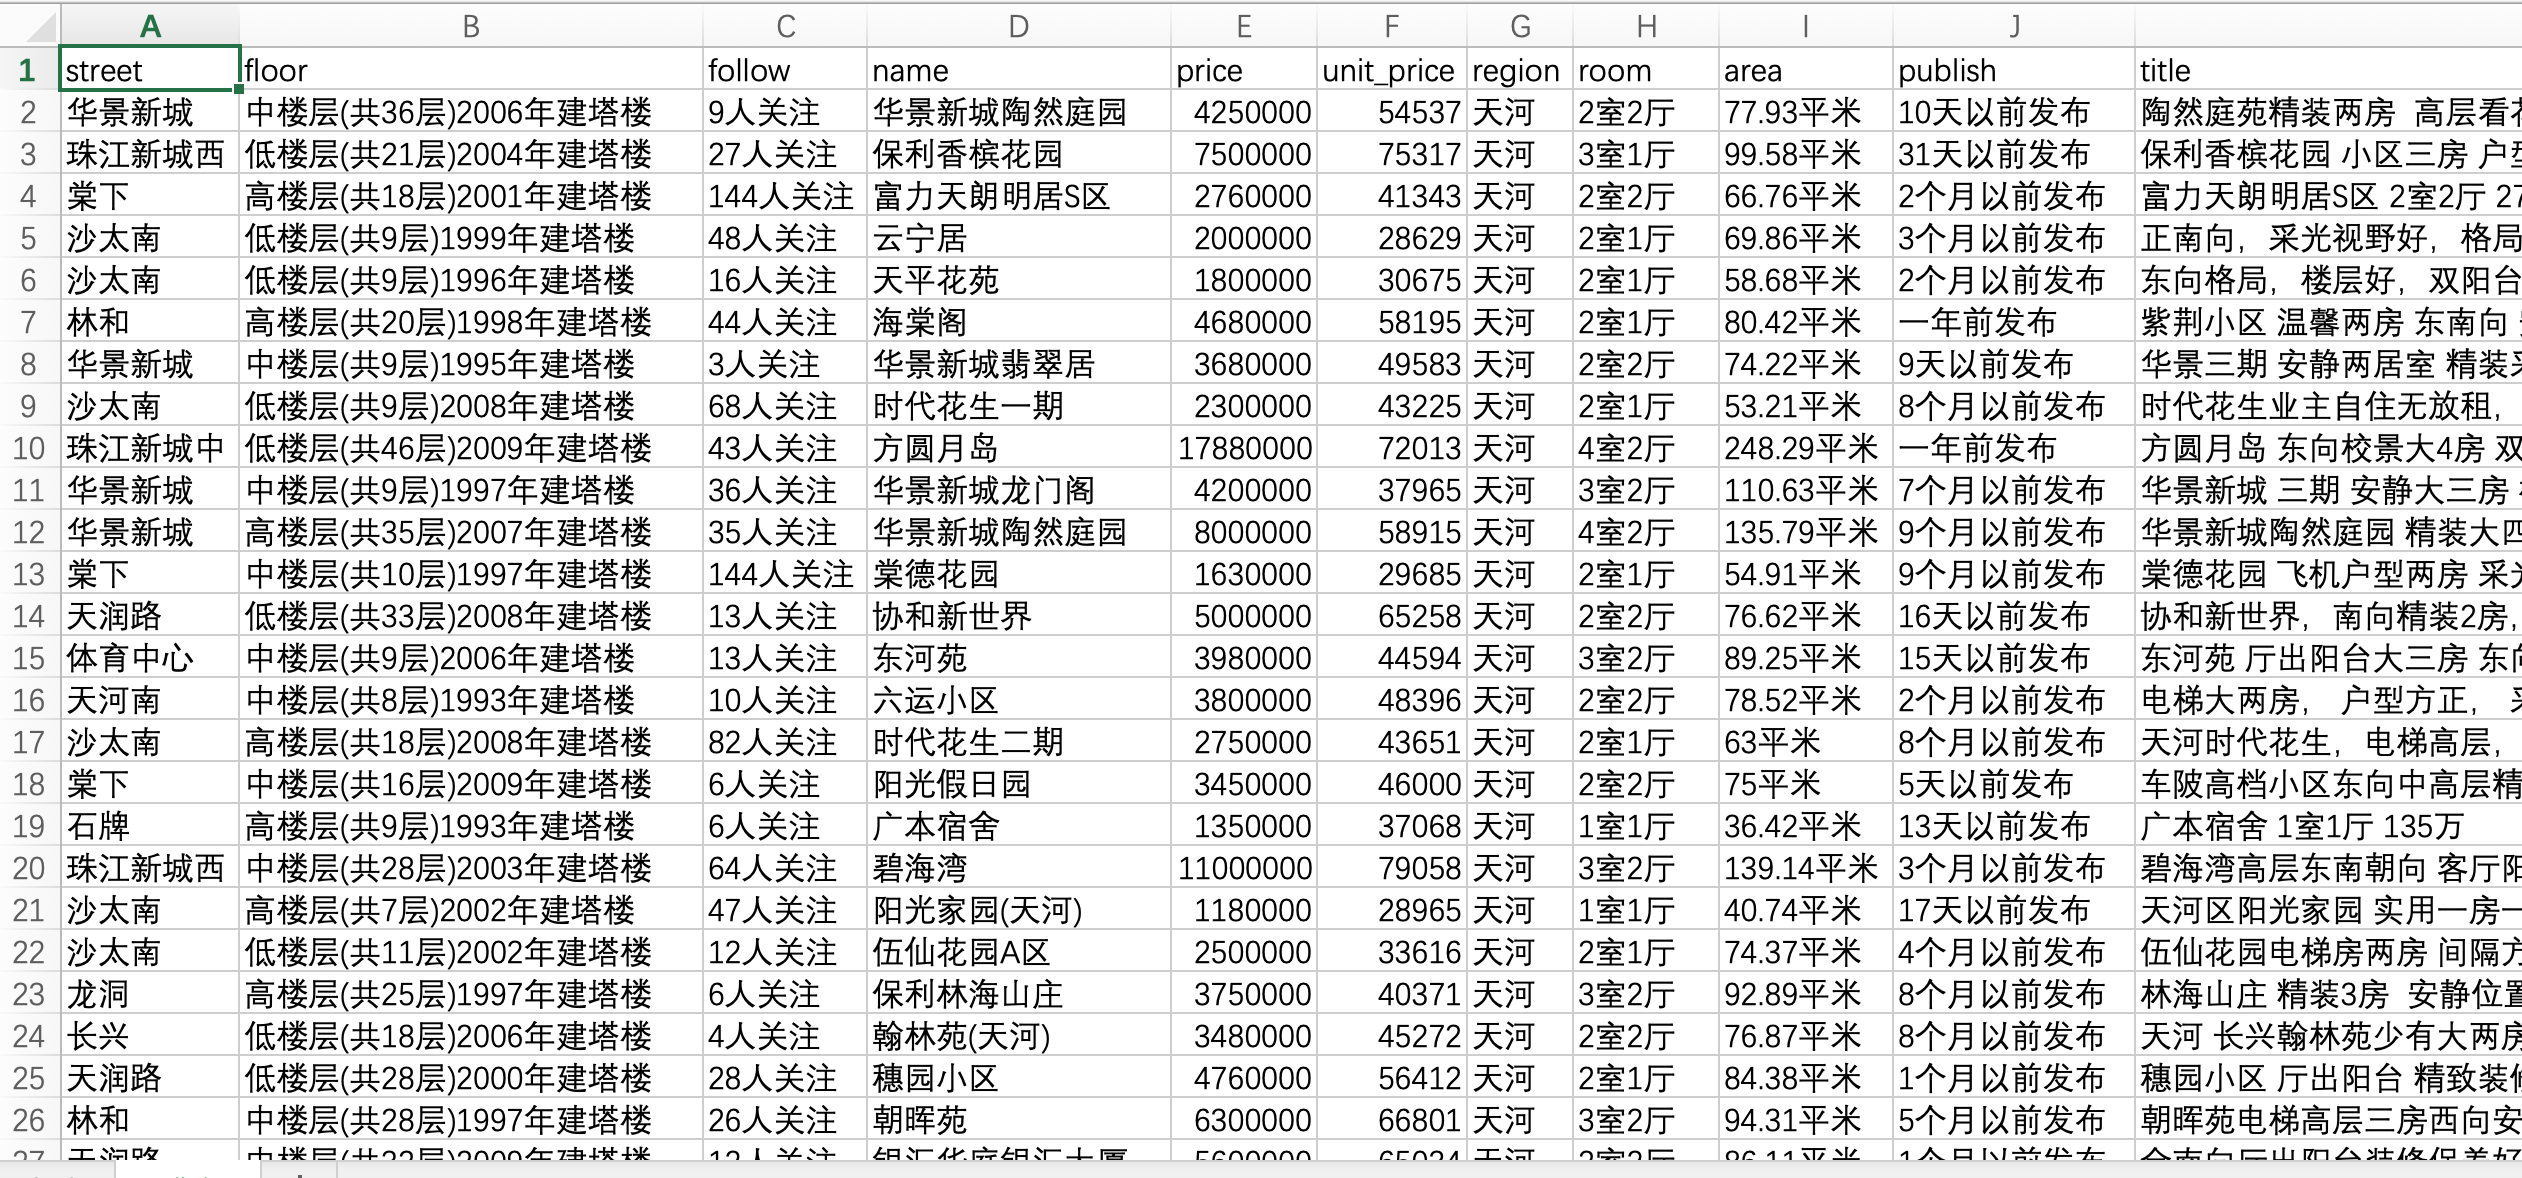 A B C D E F G H I J
1 street floor follow name price unit_price region room area publish title
2 华景新城 中楼层(共36层)2006年建塔楼 9人关注 华景新城陶然庭园 4250000 54537 天河 2室2厅 77.93平米 10天以前发布 陶然庭苑精装两房 高层看花
3 珠江新城西 低楼层(共21层)2004年建塔楼 27人关注 保利香槟花园 7500000 75317 天河 3室1厅 99.58平米 31天以前发布 保利香槟花园 小区三房 户型
4 棠下 高楼层(共18层)2001年建塔楼 144人关注 富力天朗明居S区 2760000 41343 天河 2室2厅 66.76平米 2个月以前发布 富力天朗明居S区 2室2厅 27
5 沙太南 低楼层(共9层)1999年建塔楼 48人关注 云宁居 2000000 28629 天河 2室1厅 69.86平米 3个月以前发布 正南向，采光视野好，格局
6 沙太南 低楼层(共9层)1996年建塔楼 16人关注 天平花苑 1800000 30675 天河 2室1厅 58.68平米 2个月以前发布 东向格局，楼层好，双阳台
7 林和 高楼层(共20层)1998年建塔楼 44人关注 海棠阁 4680000 58195 天河 2室1厅 80.42平米 一年前发布 紫荆小区 温馨两房 东南向
8 华景新城 中楼层(共9层)1995年建塔楼 3人关注 华景新城翡翠居 3680000 49583 天河 2室2厅 74.22平米 9天以前发布 华景三期 安静两居室 精装采
9 沙太南 低楼层(共9层)2008年建塔楼 68人关注 时代花生一期 2300000 43225 天河 2室1厅 53.21平米 8个月以前发布 时代花生业主自住无放租，
10 珠江新城中 低楼层(共46层)2009年建塔楼 43人关注 方圆月岛 17880000 72013 天河 4室2厅 248.29平米 一年前发布 方圆月岛 东向校景大4房 双
11 华景新城 中楼层(共9层)1997年建塔楼 36人关注 华景新城龙门阁 4200000 37965 天河 3室2厅 110.63平米 7个月以前发布 华景新城 三期 安静大三房
12 华景新城 高楼层(共35层)2007年建塔楼 35人关注 华景新城陶然庭园 8000000 58915 天河 4室2厅 135.79平米 9个月以前发布 华景新城陶然庭园 精装大四
13 棠下 中楼层(共10层)1997年建塔楼 144人关注 棠德花园 1630000 29685 天河 2室1厅 54.91平米 9个月以前发布 棠德花园 飞机户型两房 采光
14 天润路 低楼层(共33层)2008年建塔楼 13人关注 协和新世界 5000000 65258 天河 2室2厅 76.62平米 16天以前发布 协和新世界，南向精装2房，
15 体育中心 中楼层(共9层)2006年建塔楼 13人关注 东河苑 3980000 44594 天河 3室2厅 89.25平米 15天以前发布 东河苑 厅出阳台大三房 东向
16 天河南 中楼层(共8层)1993年建塔楼 10人关注 六运小区 3800000 48396 天河 2室2厅 78.52平米 2个月以前发布 电梯大两房， 户型方正， 采
17 沙太南 高楼层(共18层)2008年建塔楼 82人关注 时代花生二期 2750000 43651 天河 2室1厅 63平米 8个月以前发布 天河时代花生，电梯高层，
18 棠下 中楼层(共16层)2009年建塔楼 6人关注 阳光假日园 3450000 46000 天河 2室2厅 75平米 5天以前发布 车陂高档小区东向中高层精
19 石牌 高楼层(共9层)1993年建塔楼 6人关注 广本宿舍 1350000 37068 天河 1室1厅 36.42平米 13天以前发布 广本宿舍 1室1厅 135万
20 珠江新城西 中楼层(共28层)2003年建塔楼 64人关注 碧海湾 11000000 79058 天河 3室2厅 139.14平米 3个月以前发布 碧海湾高层东南朝向 客厅阳
21 沙太南 高楼层(共7层)2002年建塔楼 47人关注 阳光家园(天河) 1180000 28965 天河 1室1厅 40.74平米 17天以前发布 天河区阳光家园 实用一房一
22 沙太南 低楼层(共11层)2002年建塔楼 12人关注 伍仙花园A区 2500000 33616 天河 2室1厅 74.37平米 4个月以前发布 伍仙花园电梯房两房 间隔方
23 龙洞 高楼层(共25层)1997年建塔楼 6人关注 保利林海山庄 3750000 40371 天河 3室2厅 92.89平米 8个月以前发布 林海山庄 精装3房 安静位置
24 长兴 低楼层(共18层)2006年建塔楼 4人关注 翰林苑(天河) 3480000 45272 天河 2室2厅 76.87平米 8个月以前发布 天河 长兴翰林苑少有大两房
25 天润路 低楼层(共28层)2000年建塔楼 28人关注 穗园小区 4760000 56412 天河 2室1厅 84.38平米 1个月以前发布 穗园小区 厅出阳台 精致装修
26 林和 中楼层(共28层)1997年建塔楼 26人关注 朝晖苑 6300000 66801 天河 3室2厅 94.31平米 5个月以前发布 朝晖苑电梯高层三房西向安